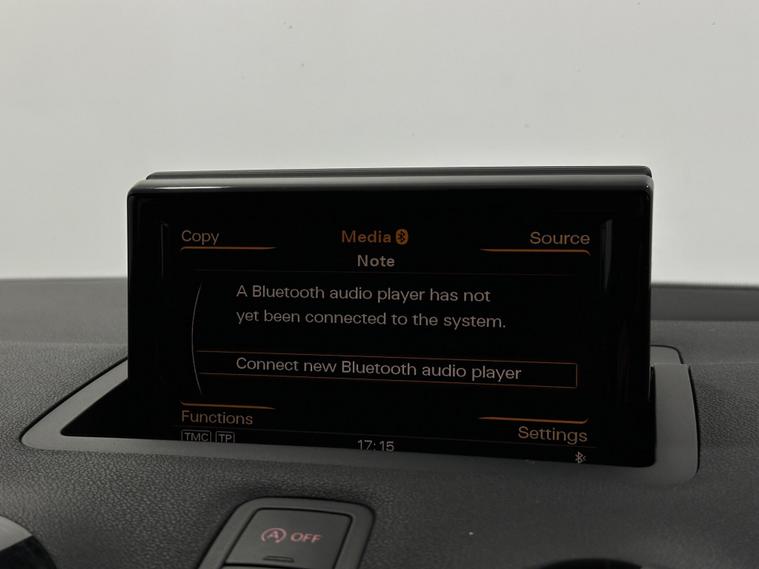 Copy
Media
Source
Note
A Bluetooth audio player has not
yet been connected to the system.
Connect new Bluetooth audio player
Functions
Settings
TMC TP
17:15
A OFF